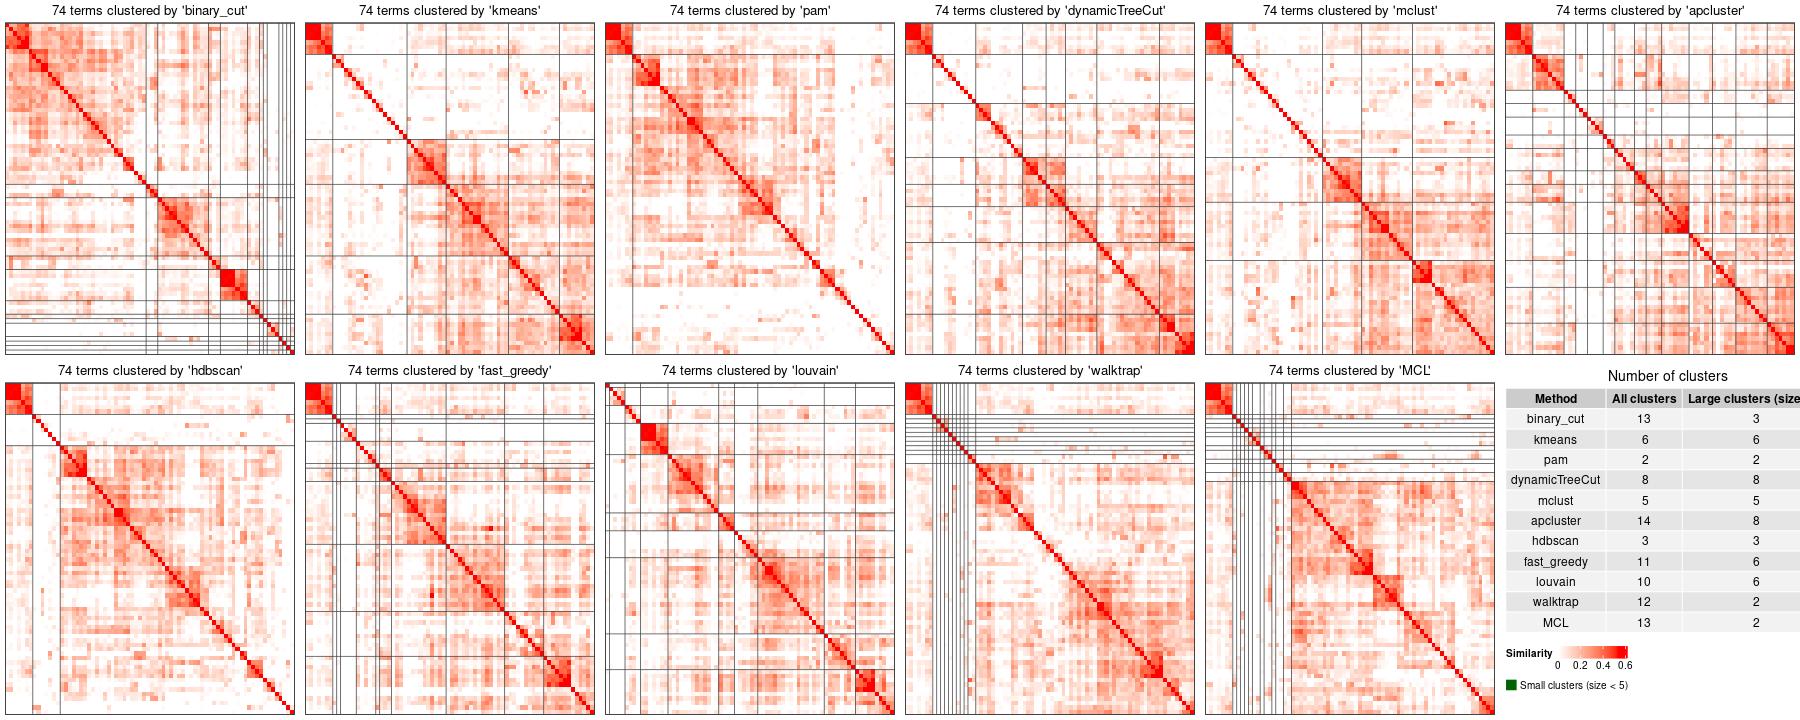 74 terms clustered by 'binary_cut'
74 terms clustered by 'kmeans'
74 terms clustered by 'pam'
74 terms clustered by 'dynamicTreeCut'
74 terms clustered by 'mclust'
74 terms clustered by 'apcluster'
74 terms clustered by 'hdbscan'
74 terms clustered by 'fast_greedy'
74 terms clustered by 'louvain'
74 terms clustered by 'walktrap'
74 terms clustered by 'MCL'
Number of clusters
Method All clusters Large clusters (size
binary_cut 13 3
kmeans 6 6
pam 2 2
dynamicTreeCut 8 8
mclust 5 5
apcluster 14 8
hdbscan 3 3
fast_greedy 11 6
louvain 10 6
walktrap 12 2
MCL 13 2
Similarity
0 0.2 0.4 0.6
Small clusters (size < 5)